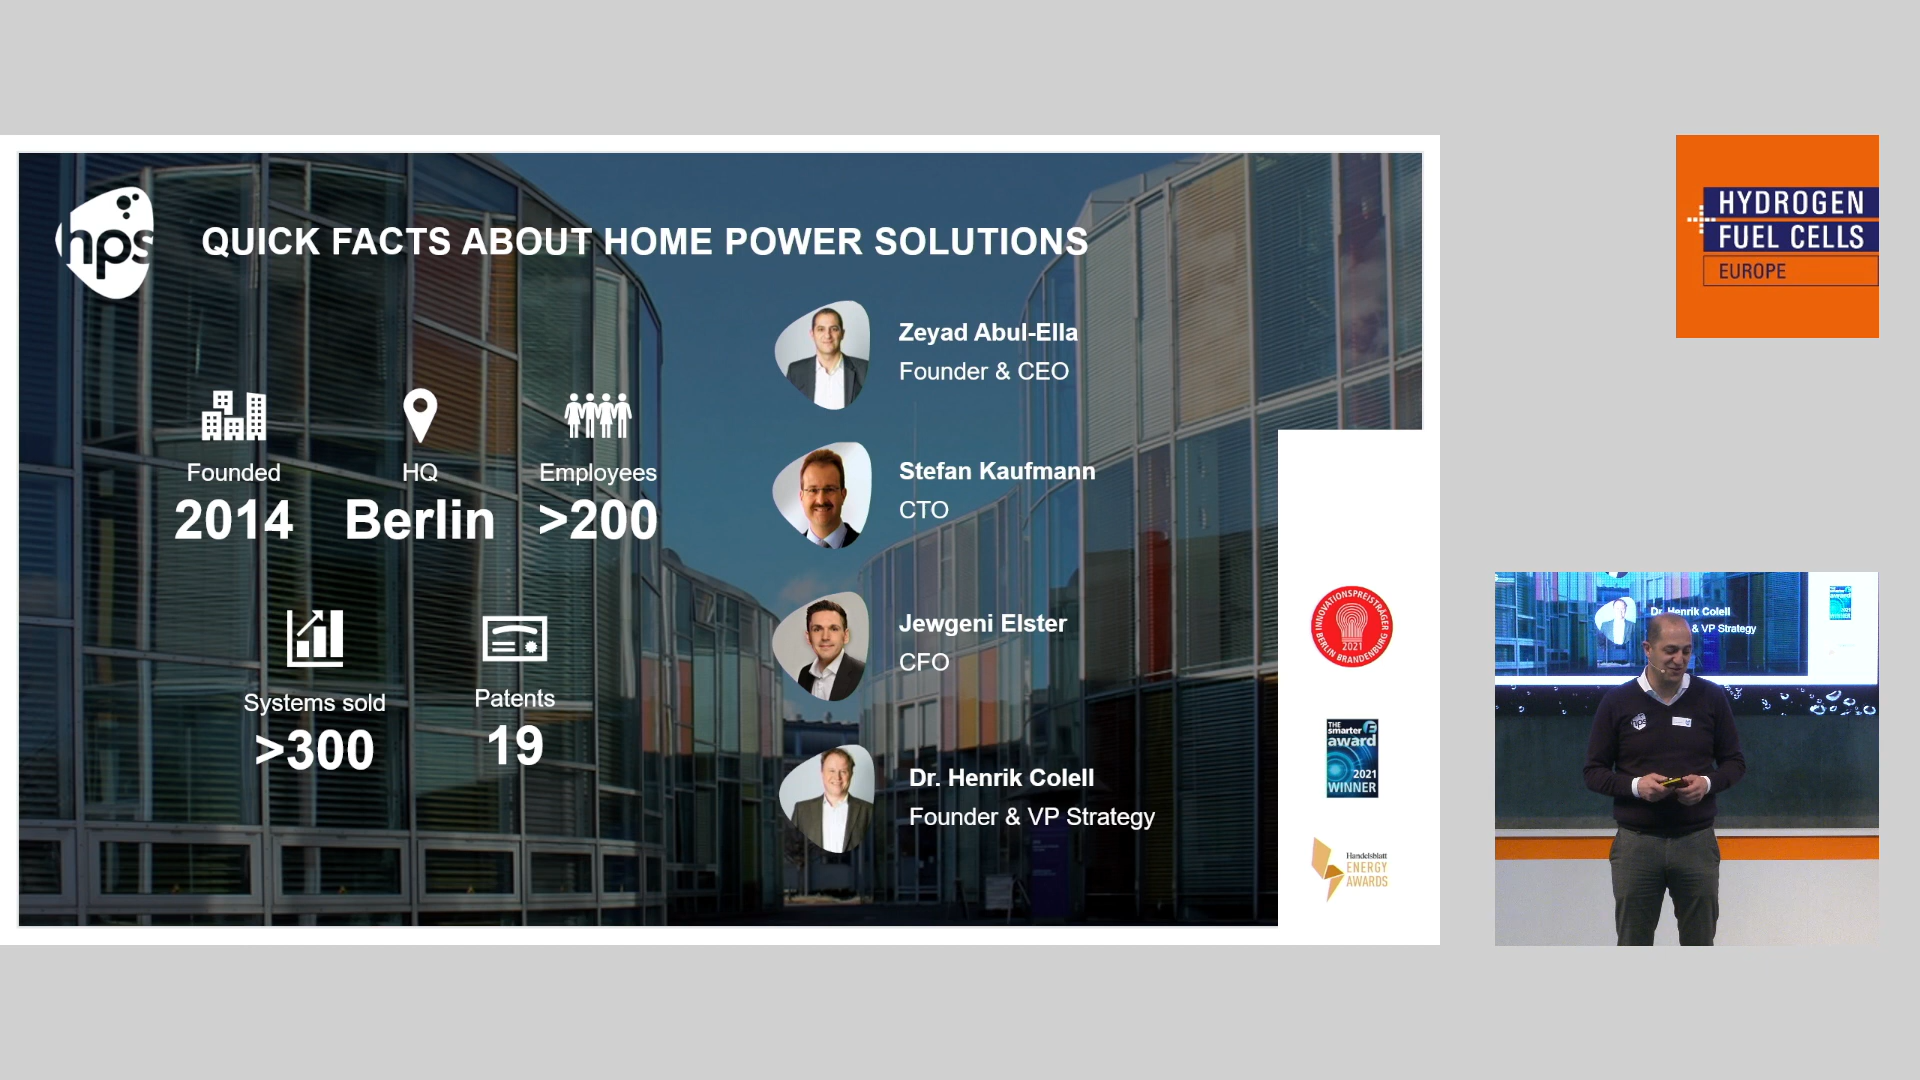 hps
QUICK FACTS ABOUT HOME POWER SOLUTIONS
Founded
2014
HQ
Berlin
Employees
>200
Systems sold
>300
Patents
19
Zeyad Abul-Ella
Founder & CEO
Stefan Kaufmann
CTO
Jewgeni Elster
CFO
Dr. Henrik Colell
Founder & VP Strategy
INNOVATIONSPREISTRÄGER
2021
BERLIN BRANDENBURG
THE
smarter E
award
2021
WINNER
Handelsblatt
ENERGY
AWARDS
HYDROGEN
FUEL CELLS
EUROPE
Dr. Henrik Colell
& VP Strategy
hps